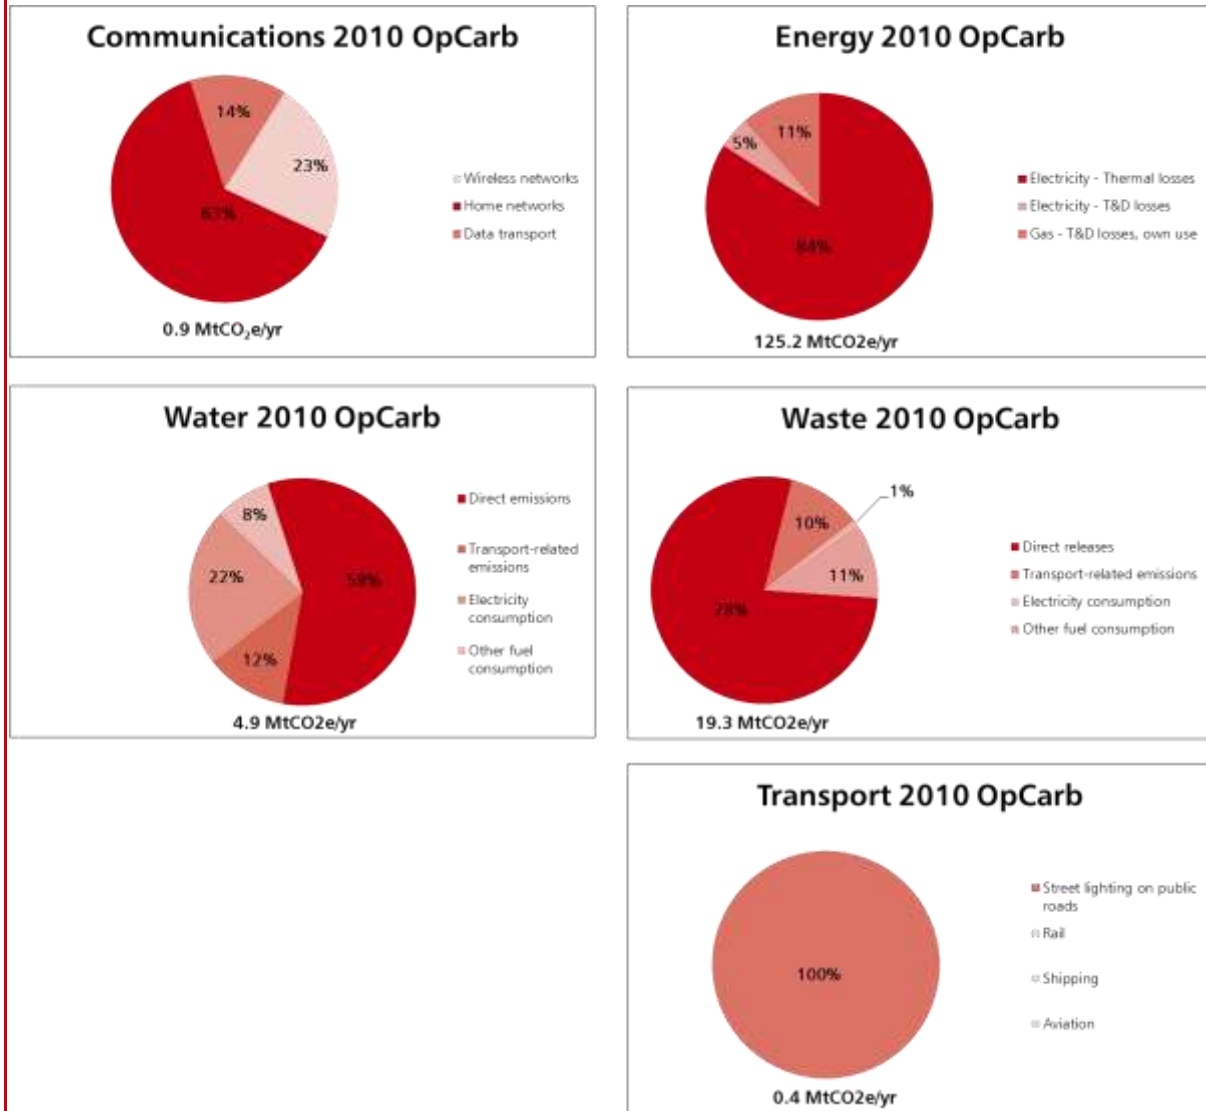 Communications 2010 OpCarb
14%
23%
63%
Wireless networks
Home networks
Data transport
0.9 MtCO₂e/yr
Energy 2010 OpCarb
11%
5%
84%
Electricity - Thermal losses
Electricity - T&D losses
Gas - T&D losses, own use
125.2 MtCO2e/yr
Water 2010 OpCarb
8%
22%
58%
12%
Direct emissions
Transport-related
emissions
Electricity
consumption
Other fuel
consumption
4.9 MtCO2e/yr
Waste 2010 OpCarb
1%
10%
11%
78%
Direct releases
Transport-related emissions
Electricity consumption
Other fuel consumption
19.3 MtCO2e/yr
Transport 2010 OpCarb
100%
Street lighting on public
roads
Rail
Shipping
Aviation
0.4 MtCO2e/yr